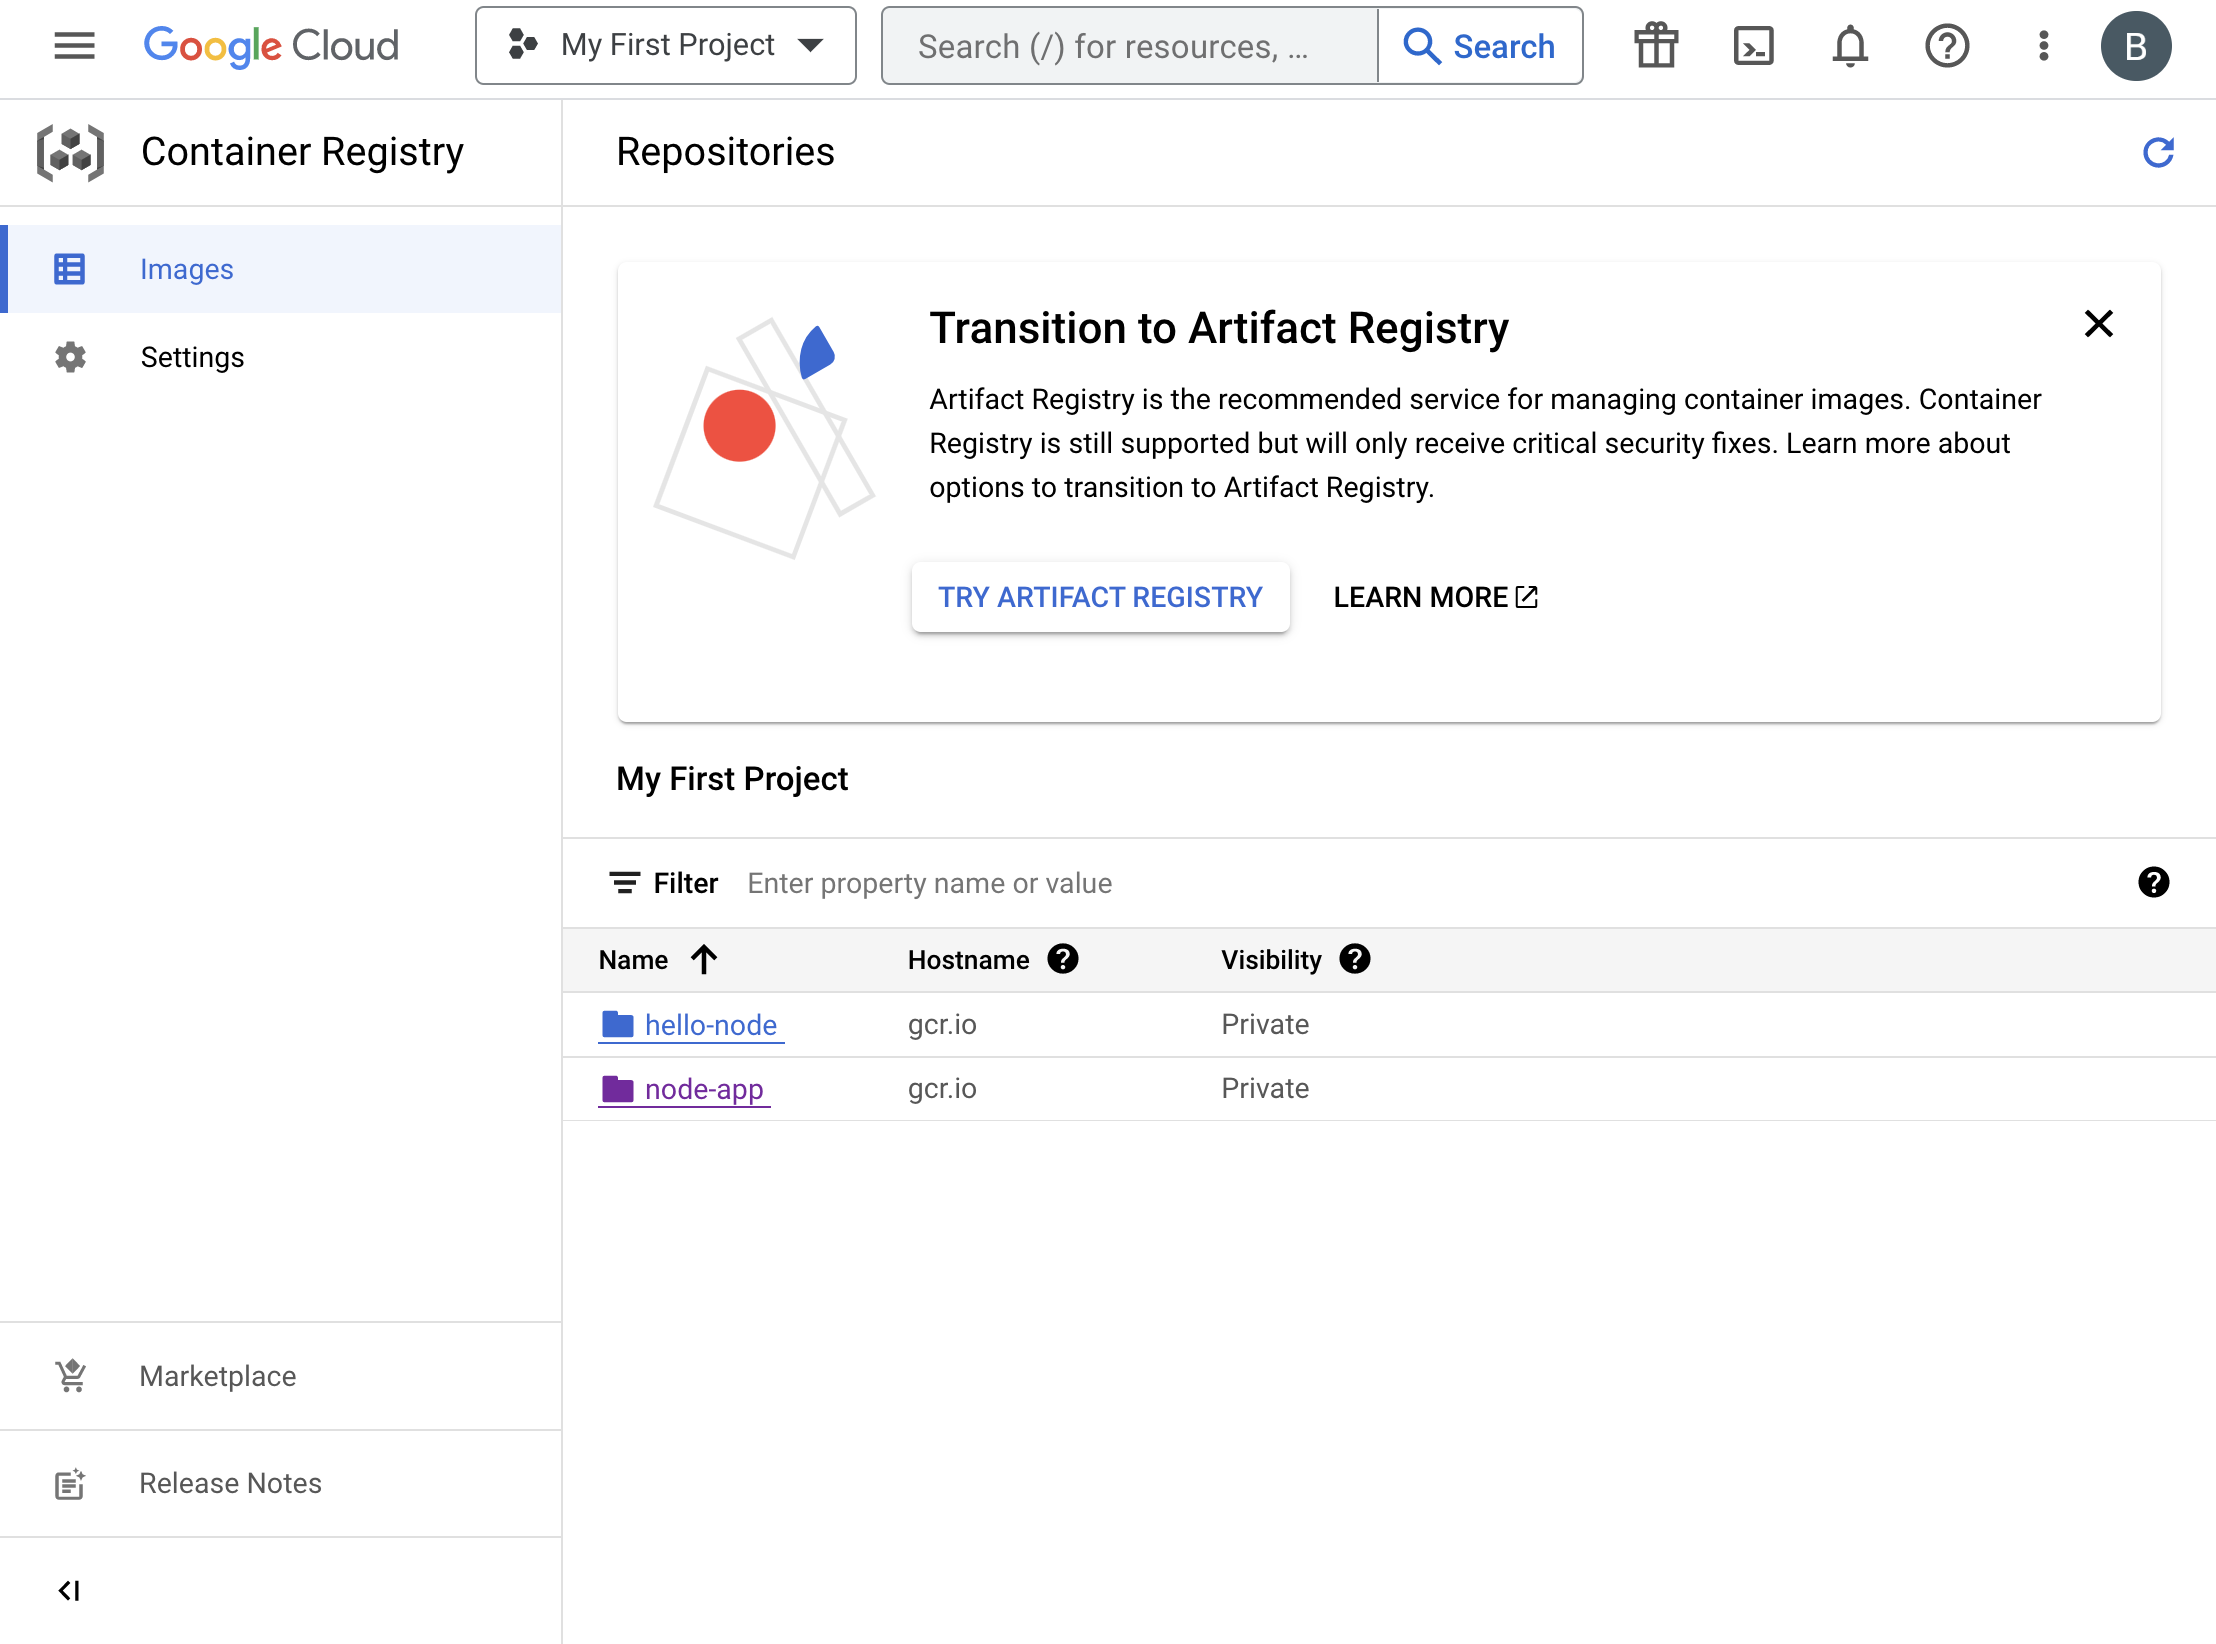 Google Cloud
My First Project
Search (/) for resources, ...
Search
B
Container Registry
Repositories
Images
Settings
Transition to Artifact Registry
Artifact Registry is the recommended service for managing container images. Container
Registry is still supported but will only receive critical security fixes. Learn more about
options to transition to Artifact Registry.
TRY ARTIFACT REGISTRY
LEARN MORE
My First Project
Filter
Enter property name or value
Name
Hostname
Visibility
hello-node
gcr.io
Private
node-app
gcr.io
Private
Marketplace
Release Notes